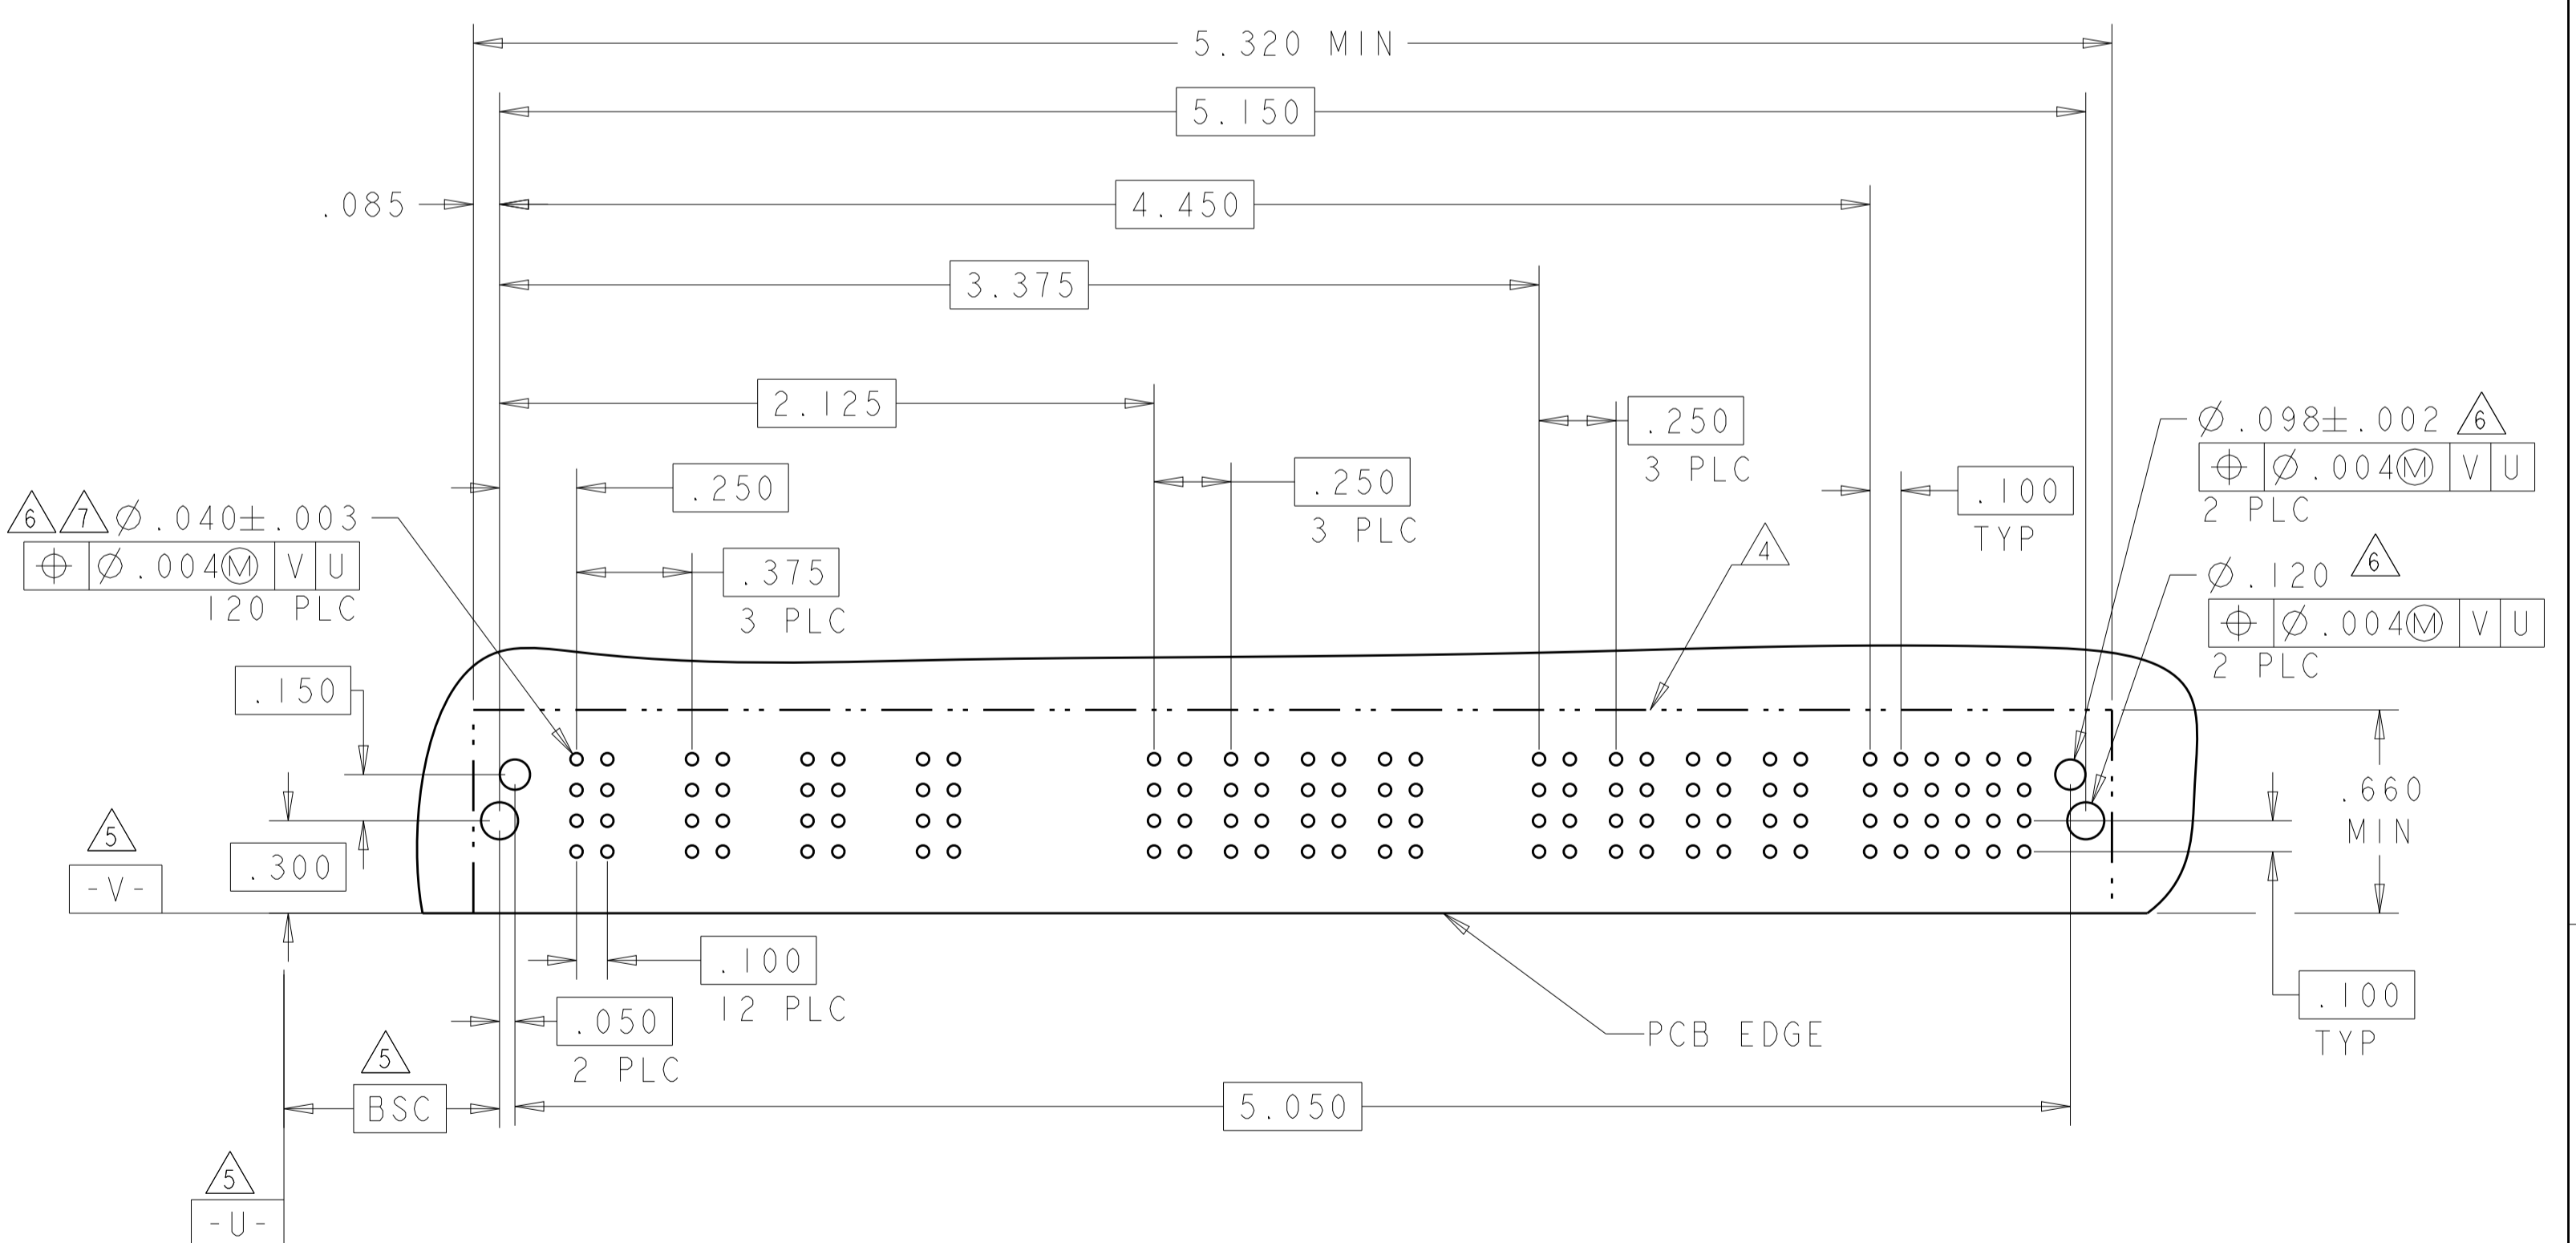 5.320 MIN
5.150
.085
4.450
3.375
2.125
.250
3 PLC
.250
3 PLC
.250
.100
TYP
⌀.098±.002 6
⌖ ⌀.004Ⓜ V U
2 PLC
6 7 ⌀.040±.003
⌖ ⌀.004Ⓜ V U
120 PLC
.375
3 PLC
4
⌀.120 6
⌖ ⌀.004Ⓜ V U
2 PLC
.150
.660
MIN
5
-V-
.300
.100
12 PLC
.050
2 PLC
PCB EDGE
.100
TYP
5
BSC
5.050
5
-U-